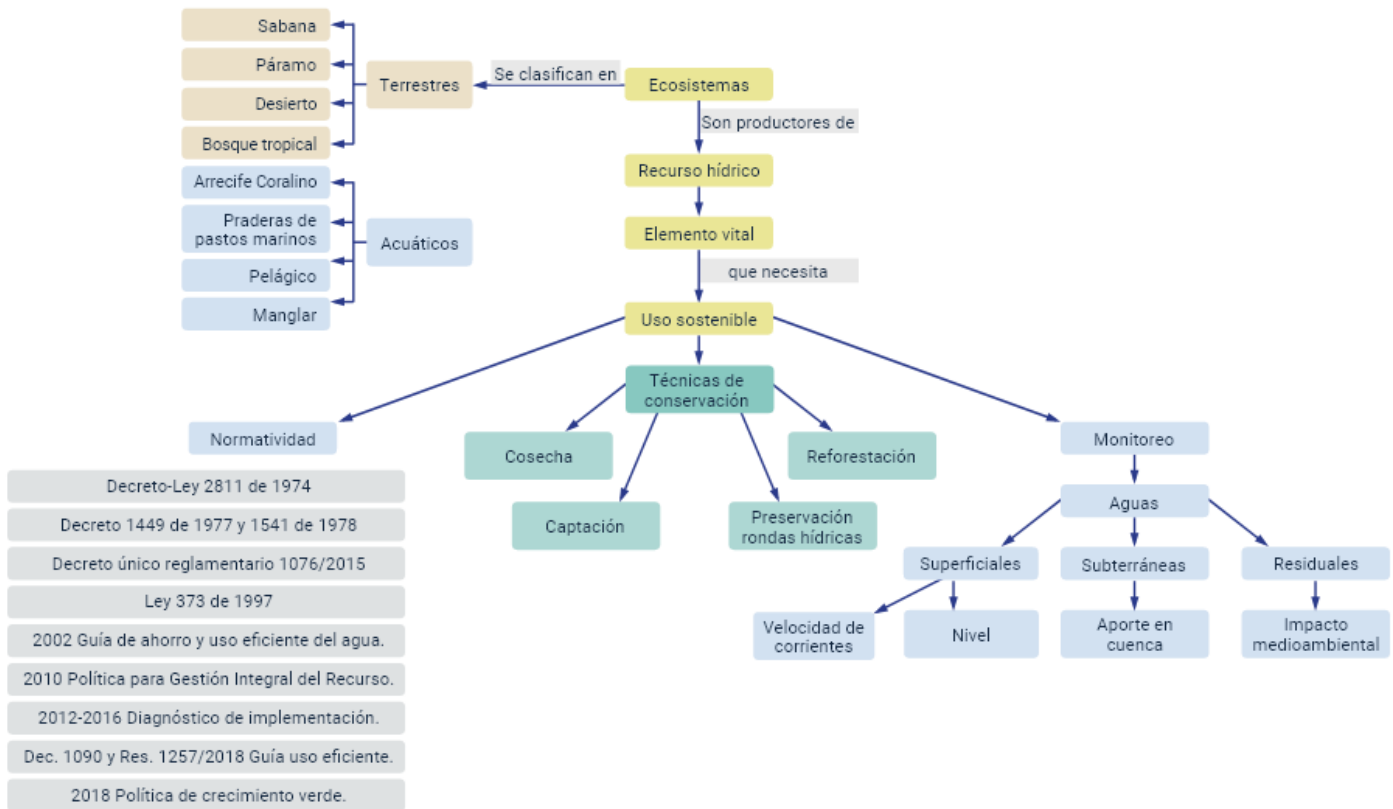 Sabana
Páramo
Desierto
Bosque tropical
Terrestres
Se clasifican en
Ecosistemas
Son productores de
Recurso hídrico
Elemento vital
que necesita
Uso sostenible
Arrecife Coralino
Praderas de
pastos marinos
Pelágico
Manglar
Acuáticos
Normatividad
Decreto-Ley 2811 de 1974
Decreto 1449 de 1977 y 1541 de 1978
Decreto único reglamentario 1076/2015
Ley 373 de 1997
2002 Guía de ahorro y uso eficiente del agua.
2010 Política para Gestión Integral del Recurso.
2012-2016 Diagnóstico de implementación.
Dec. 1090 y Res. 1257/2018 Guía uso eficiente.
2018 Política de crecimiento verde.
Técnicas de
conservación
Cosecha
Captación
Preservación
rondas hídricas
Reforestación
Monitoreo
Aguas
Superficiales
Subterráneas
Residuales
Velocidad de
corrientes
Nivel
Aporte en
cuenca
Impacto
medioambiental